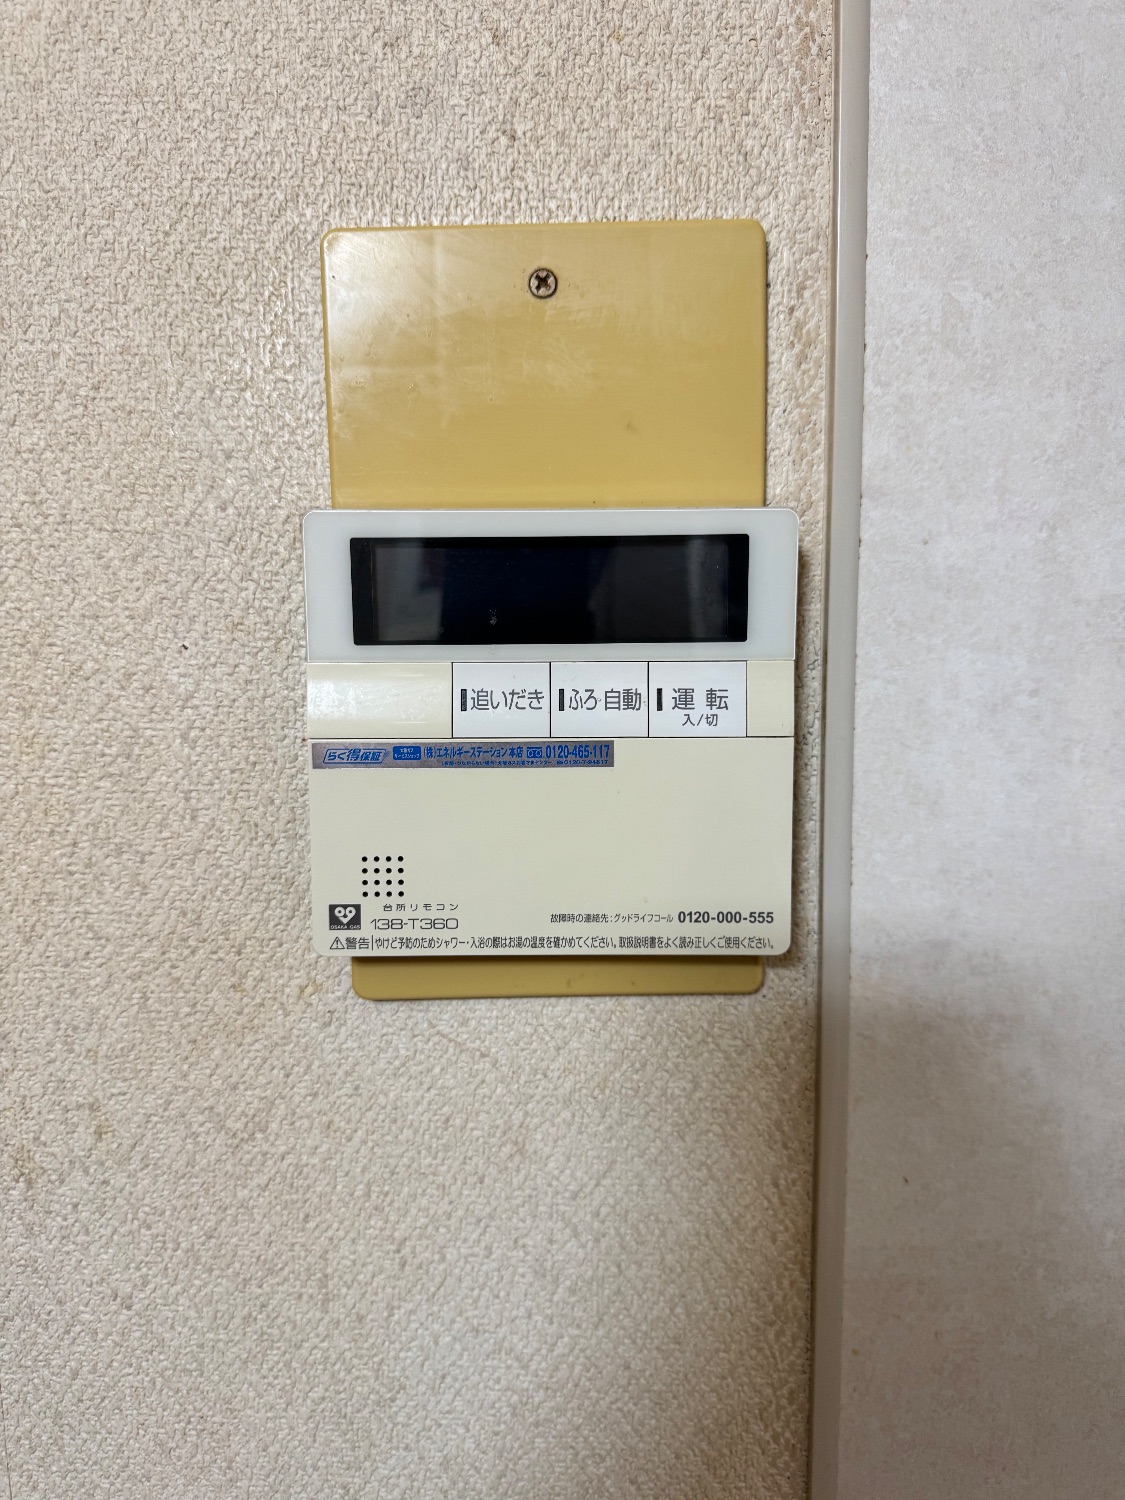 追いだき
ふろ自動
運転
入/切
らく得保証 (株)エネルギーステーション本店 0120-465-117
台所リモコン
OSAKA GAS
138-T360
故障時の連絡先:グッドライフコール 0120-000-555
⚠警告 やけど予防のためシャワー・入浴の際はお湯の温度を確かめてください。取扱説明書をよく読み正しくご使用ください。